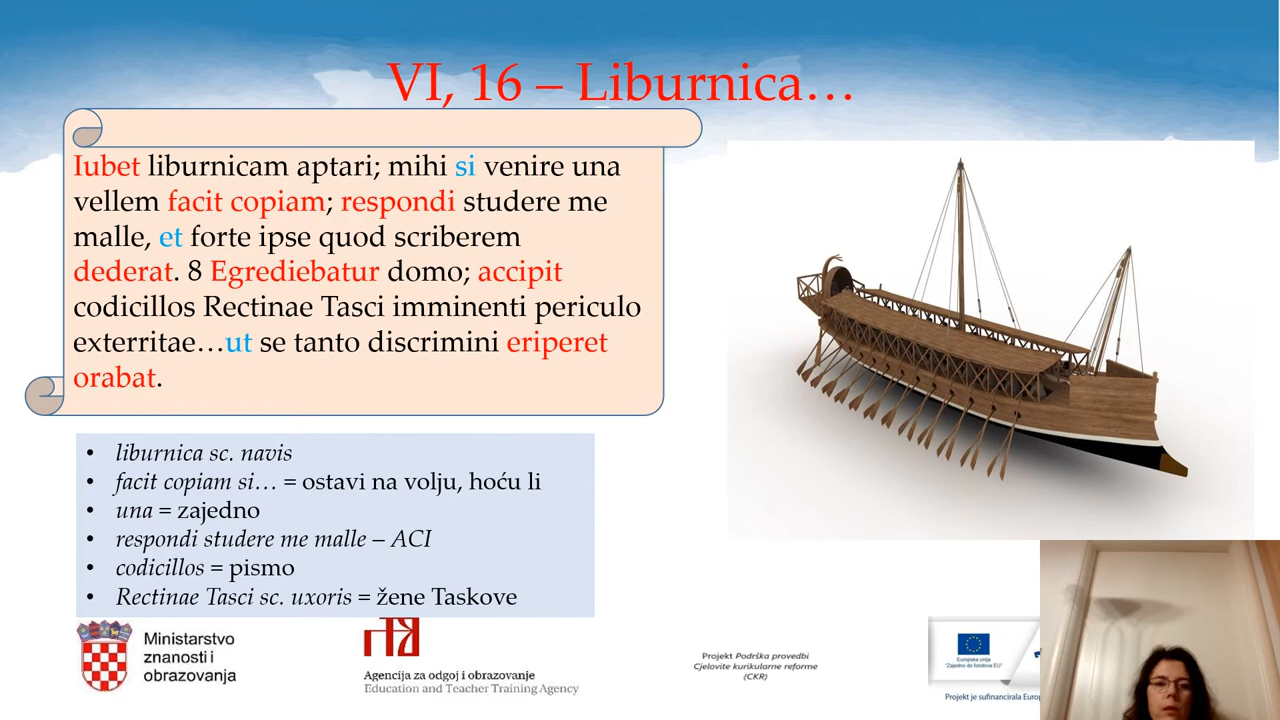 VI, 16 – Liburnica…
Iubet liburnicam aptari; mihi si venire una
vellem facit copiam; respondi studere me
malle, et forte ipse quod scriberem
dederat. 8 Egrediebatur domo; accipit
codicillos Rectinae Tasci imminenti periculo
exterritae…ut se tanto discrimini eriperet
orabat.
• liburnica sc. navis
• facit copiam si… = ostavi na volju, hoću li
• una = zajedno
• respondi studere me malle – ACI
• codicillos = pismo
• Rectinae Tasci sc. uxoris = žene Taskove
Ministarstvo
znanosti i
obrazovanja
Agencija za odgoj i obrazovanje
Education and Teacher Training Agency
Projekt Podrška provedbi
Cjelovite kurikularne reforme
(CKR)
Europska unija
"Zajedno do fondova EU"
Projekt je sufinancirala